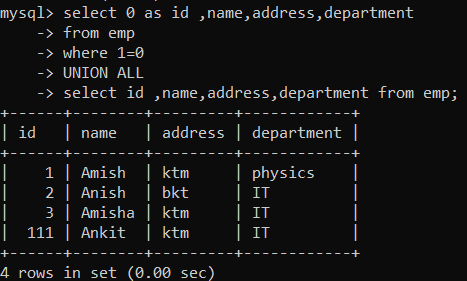 mysql> select 0 as id ,name,address,department
    -> from emp
    -> where 1=0
    -> UNION ALL
    -> select id ,name,address,department from emp;
+------+--------+---------+------------+
| id   | name   | address | department |
+------+--------+---------+------------+
|    1 | Amish  | ktm     | physics    |
|    2 | Anish  | bkt     | IT         |
|    3 | Amisha | ktm     | IT         |
|  111 | Ankit  | ktm     | IT         |
+------+--------+---------+------------+
4 rows in set (0.00 sec)